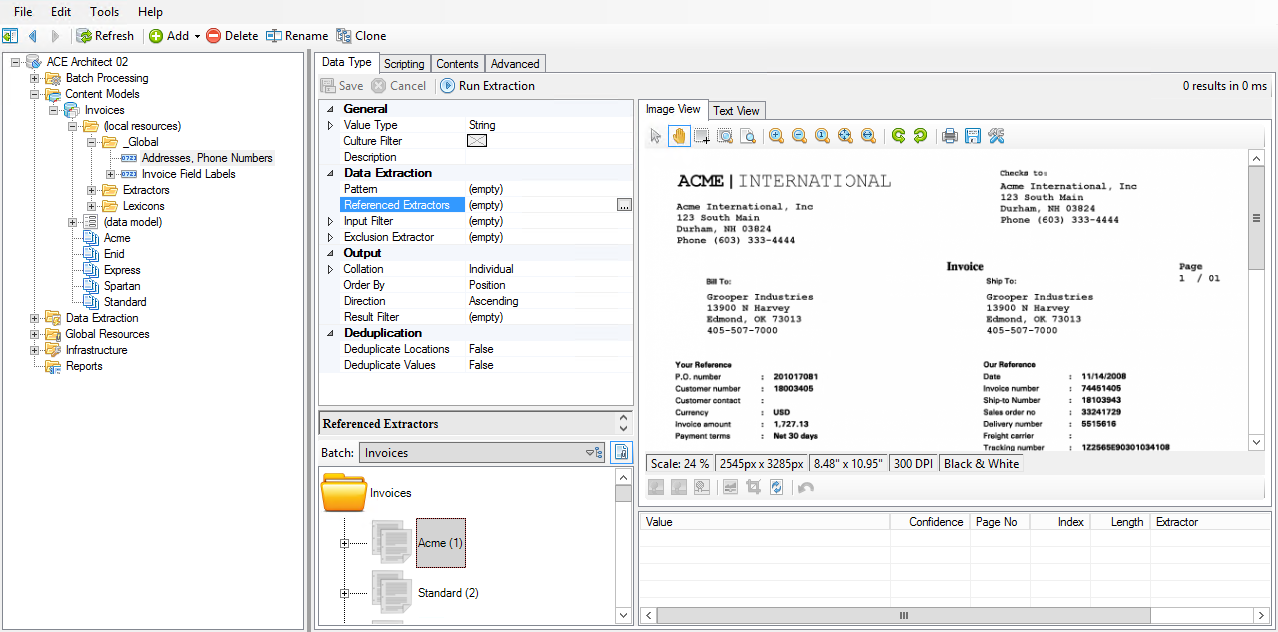 File Edit Tools Help
Refresh Add Delete Rename Clone
ACE Architect 02
Batch Processing
Content Models
Invoices
(local resources)
_Global
Addresses, Phone Numbers
Invoice Field Labels
Extractors
Lexicons
(data model)
Acme
Enid
Express
Spartan
Standard
Data Extraction
Global Resources
Infrastructure
Reports
Data Type Scripting Contents Advanced
Save Cancel Run Extraction 0 results in 0 ms
General
Value Type String
Culture Filter
Description
Data Extraction
Pattern (empty)
Referenced Extractors (empty) ...
Input Filter (empty)
Exclusion Extractor (empty)
Output
Collation Individual
Order By Position
Direction Ascending
Result Filter (empty)
Deduplication
Deduplicate Locations False
Deduplicate Values False
Referenced Extractors
Batch: Invoices
Invoices
Acme (1)
Standard (2)
Image View Text View
ACME | INTERNATIONAL
Acme International, Inc
123 South Main
Durham, NH 03824
Phone (603) 333-4444
Checks to:
Acme International, Inc
123 South Main
Durham, NH 03824
Phone (603) 333-4444
Invoice
Page
1 / 01
Bill To:
Grooper Industries
13900 N Harvey
Edmond, OK 73013
405-507-7000
Ship To:
Grooper Industries
13900 N Harvey
Edmond, OK 73013
405-507-7000
Your Reference
P.O. number : 201017081
Customer number : 18003405
Customer contact :
Currency : USD
Invoice amount : 1,727.13
Payment terms : Net 30 days
Our Reference
Date : 11/14/2008
Invoice number : 74451405
Ship-to Number : 18103943
Sales order no : 33241729
Delivery number : 5515616
Freight carrier :
Tracking number : 1Z2565E90301034108
Scale: 24 % 2545px x 3285px 8.48" x 10.95" 300 DPI Black & White
Value Confidence Page No Index Length Extractor